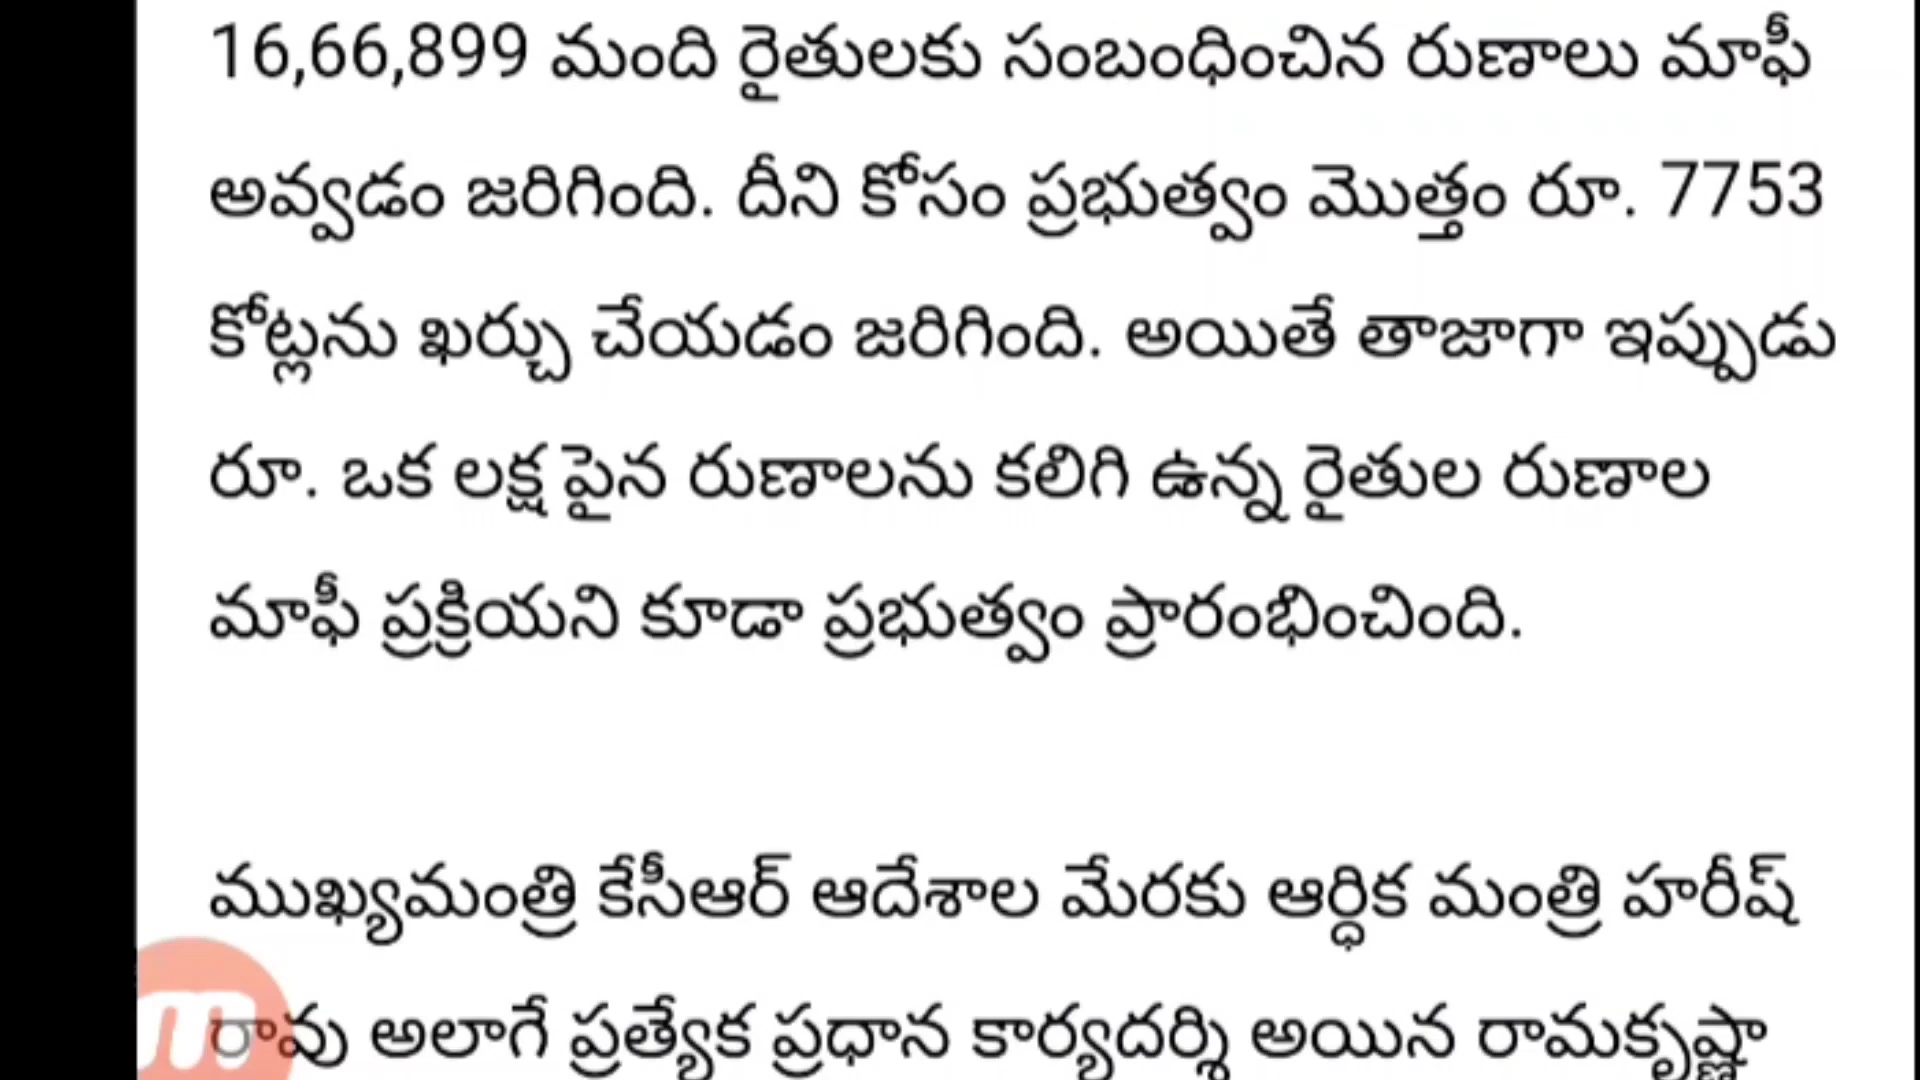 16,66,899 మంది రైతులకు సంబంధించిన రుణాలు మాఫీ
అవ్వడం జరిగింది. దీని కోసం ప్రభుత్వం మొత్తం రూ. 7753
కోట్లను ఖర్చు చేయడం జరిగింది. అయితే తాజాగా ఇప్పుడు
రూ. ఒక లక్ష పైన రుణాలను కలిగి ఉన్న రైతుల రుణాల
మాఫీ ప్రక్రియని కూడా ప్రభుత్వం ప్రారంభించింది.
ముఖ్యమంత్రి కేసీఆర్ ఆదేశాల మేరకు ఆర్ధిక మంత్రి హరీష్
రావు అలాగే ప్రత్యేక ప్రధాన కార్యదర్శి అయిన రామకృష్ణా